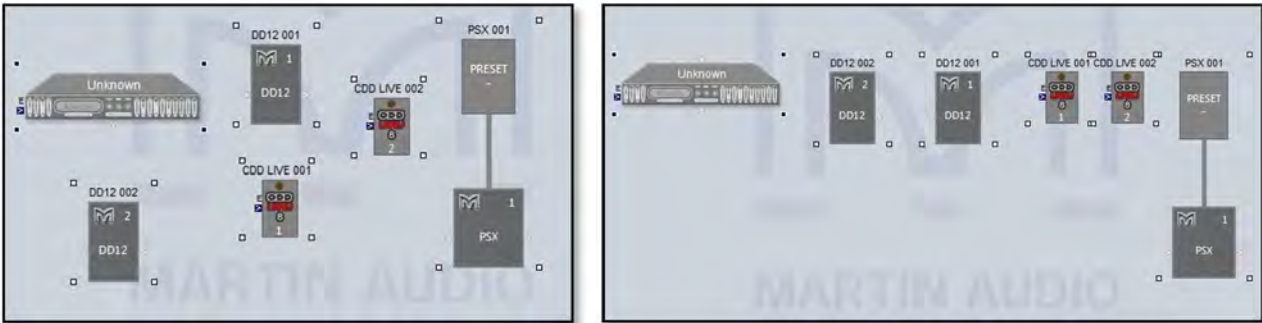 DD12 001
1
DD12
PSX 001
PRESET
-
Unknown
CDD LIVE 002
2
CDD LIVE 001
1
DD12 002
2
DD12
1
PSX
MARTIN AUDIO
Unknown
DD12 002
2
DD12
DD12 001
1
DD12
CDD LIVE 001
1
CDD LIVE 002
2
PSX 001
PRESET
-
1
PSX
MARTIN AUDIO